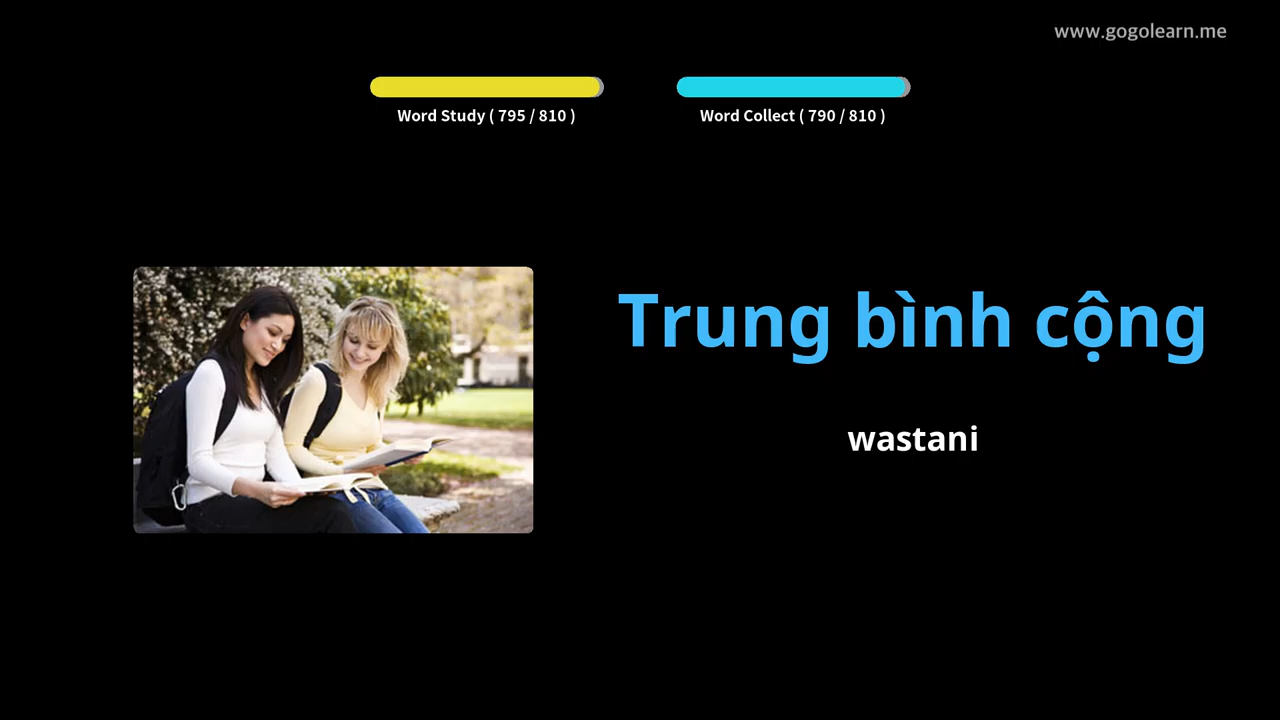 www.gogolearn.me
Word Study ( 795 / 810 )
Word Collect ( 790 / 810 )
Trung bình cộng
wastani